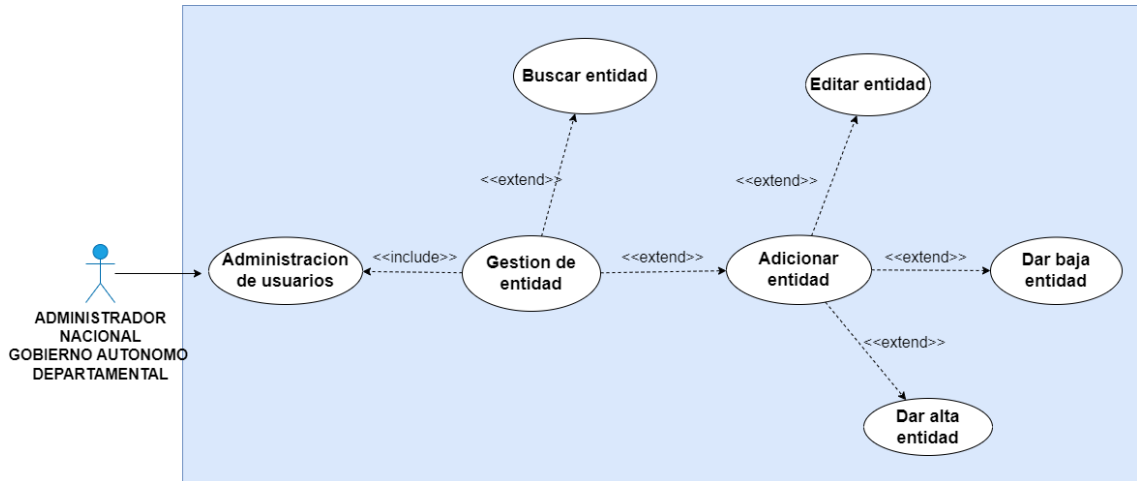 Buscar entidad
Editar entidad
<<extend>>
<<extend>>
Administracion
de usuarios
<<include>>
Gestion de
entidad
<<extend>>
Adicionar
entidad
<<extend>>
Dar baja
entidad
ADMINISTRADOR
NACIONAL
GOBIERNO AUTONOMO
DEPARTAMENTAL
<<extend>>
Dar alta
entidad